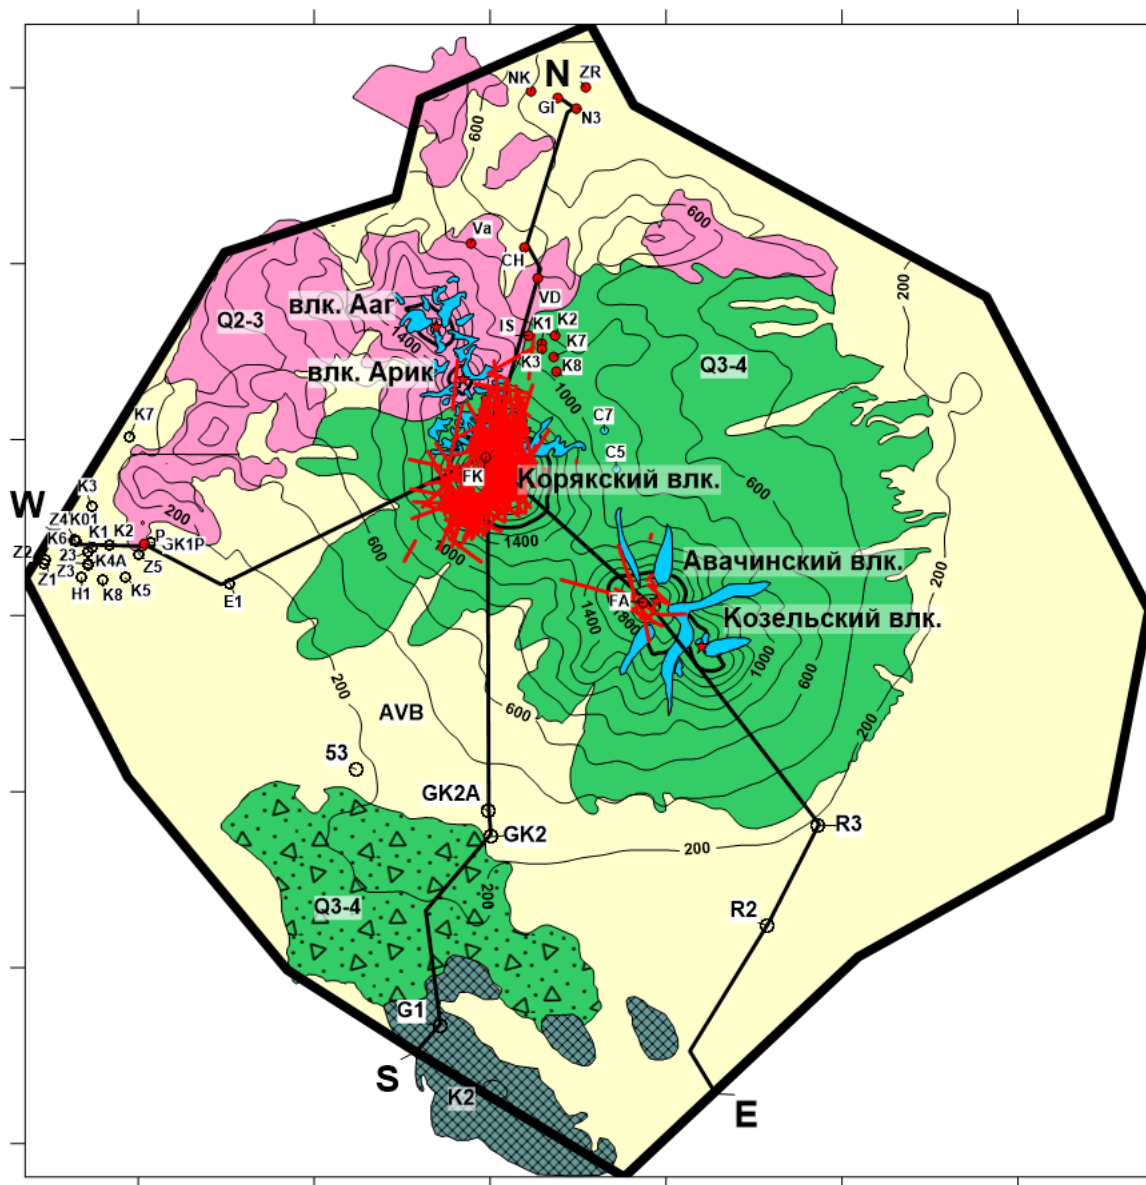 NK
N
ZR
GI
N3
600
600
Va
CH
200
VD
влк. Ааг
Q2-3
1400
IS
K1
K2
K7
K3
K8
Q3-4
влк. Арик
1000
K7
C7
C5
FK
Корякский влк.
600
K3
W
200
Z4
K01
K6
K1
K2
P
GK1P
Z2
23
K4A
Z5
Z1
Z3
H1
K8
K5
E1
600
1000
1400
Авачинский влк.
200
FA
1400
1800
Козельский влк.
1000
600
200
AVB
600
200
53
GK2A
GK2
R3
200
200
Q3-4
R2
G1
S
K2
E